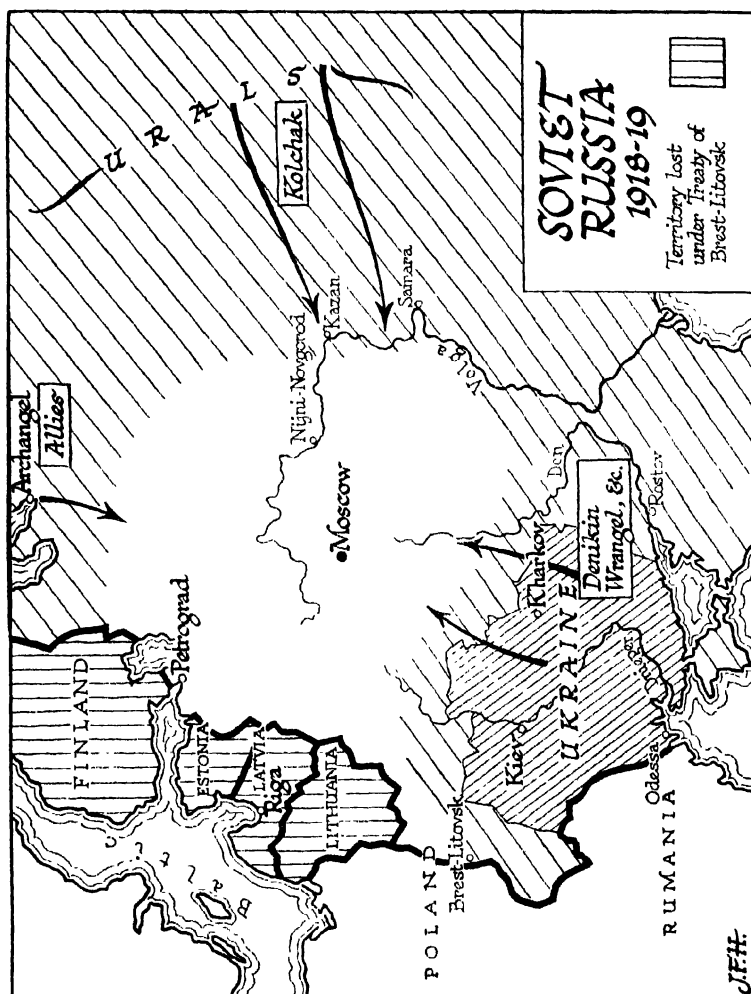 SOVIET
RUSSIA
1918-19
Territory lost
under Treaty of
Brest-Litovsk
URALS
Kolchak
Archangel
Allies
Nijni-Novgorod
Kazan
Samara
Volga
Moscow
Petrograd
FINLAND
ESTONIA
LATVIA
Riga
LITHUANIA
Baltic
POLAND
Brest-Litovsk
Kiev
UKRAINE
Kharkov
Denikin
Wrangel, &c.
Don
Rostov
Dnieper
Odessa
RUMANIA
J.F.H.